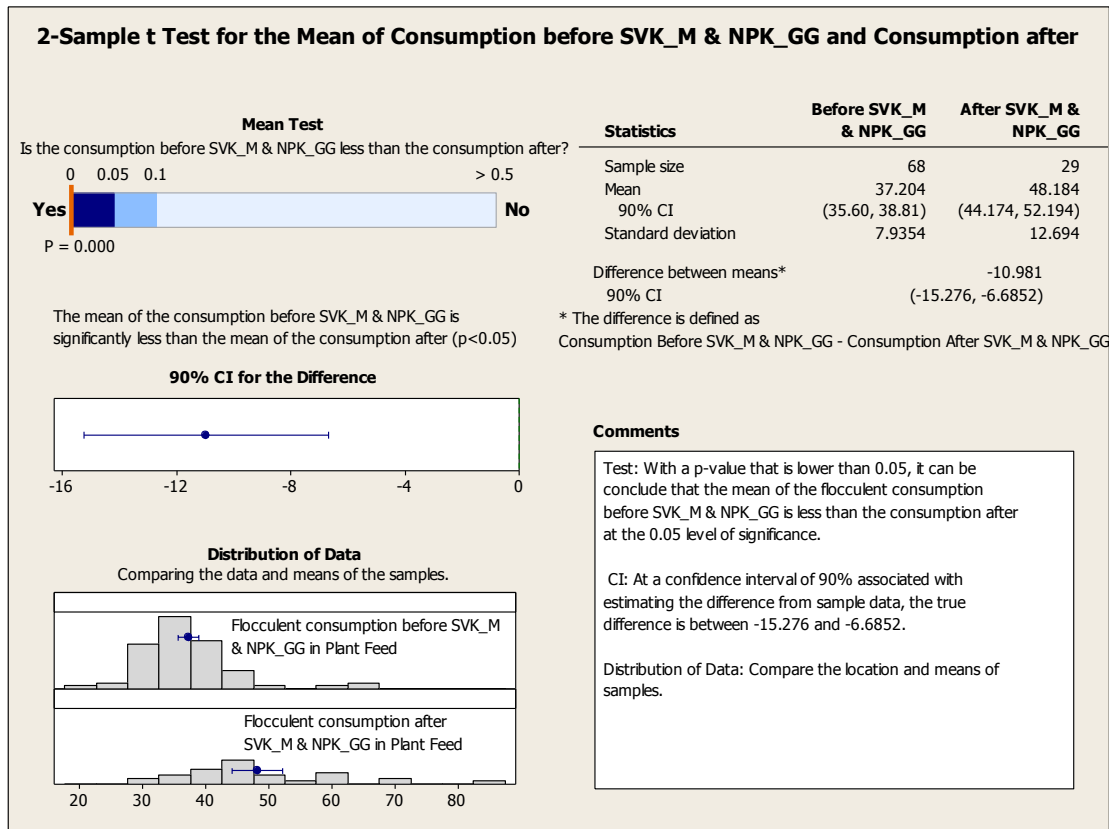 2-Sample t Test for the Mean of Consumption before SVK_M & NPK_GG and Consumption after
Mean Test
Is the consumption before SVK_M & NPK_GG less than the consumption after?
0 0.05 0.1 > 0.5
Yes No
P = 0.000
The mean of the consumption before SVK_M & NPK_GG is
significantly less than the mean of the consumption after (p<0.05)
90% CI for the Difference
-16 -12 -8 -4 0
Distribution of Data
Comparing the data and means of the samples.
Flocculent consumption before SVK_M
& NPK_GG in Plant Feed
Flocculent consumption after
SVK_M & NPK_GG in Plant Feed
20 30 40 50 60 70 80
Before SVK_M After SVK_M &
Statistics & NPK_GG NPK_GG
Sample size 68 29
Mean 37.204 48.184
90% CI (35.60, 38.81) (44.174, 52.194)
Standard deviation 7.9354 12.694
Difference between means* -10.981
90% CI (-15.276, -6.6852)
* The difference is defined as
Consumption Before SVK_M & NPK_GG - Consumption After SVK_M & NPK_GG
Comments
Test: With a p-value that is lower than 0.05, it can be
conclude that the mean of the flocculent consumption
before SVK_M & NPK_GG is less than the consumption after
at the 0.05 level of significance.
CI: At a confidence interval of 90% associated with
estimating the difference from sample data, the true
difference is between -15.276 and -6.6852.
Distribution of Data: Compare the location and means of
samples.